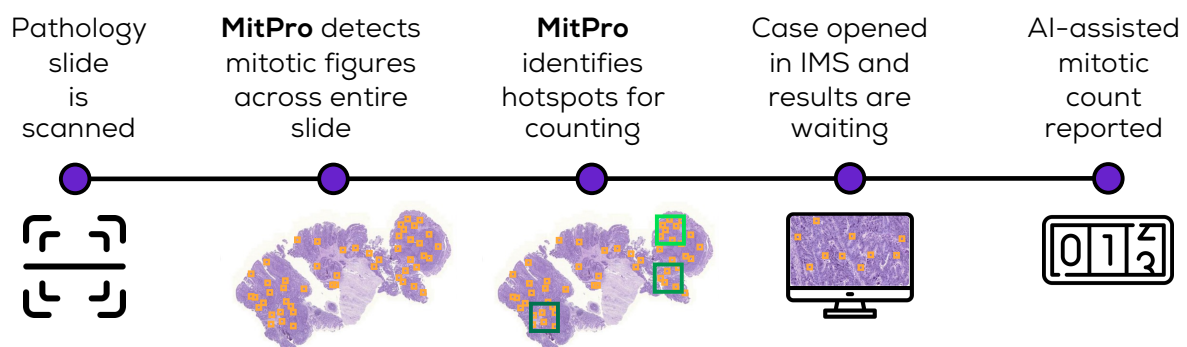 Pathology
slide
is
scanned
MitPro detects
mitotic figures
across entire
slide
MitPro
identifies
hotspots for
counting
Case opened
in IMS and
results are
waiting
AI-assisted
mitotic
count
reported
0 1 2 3